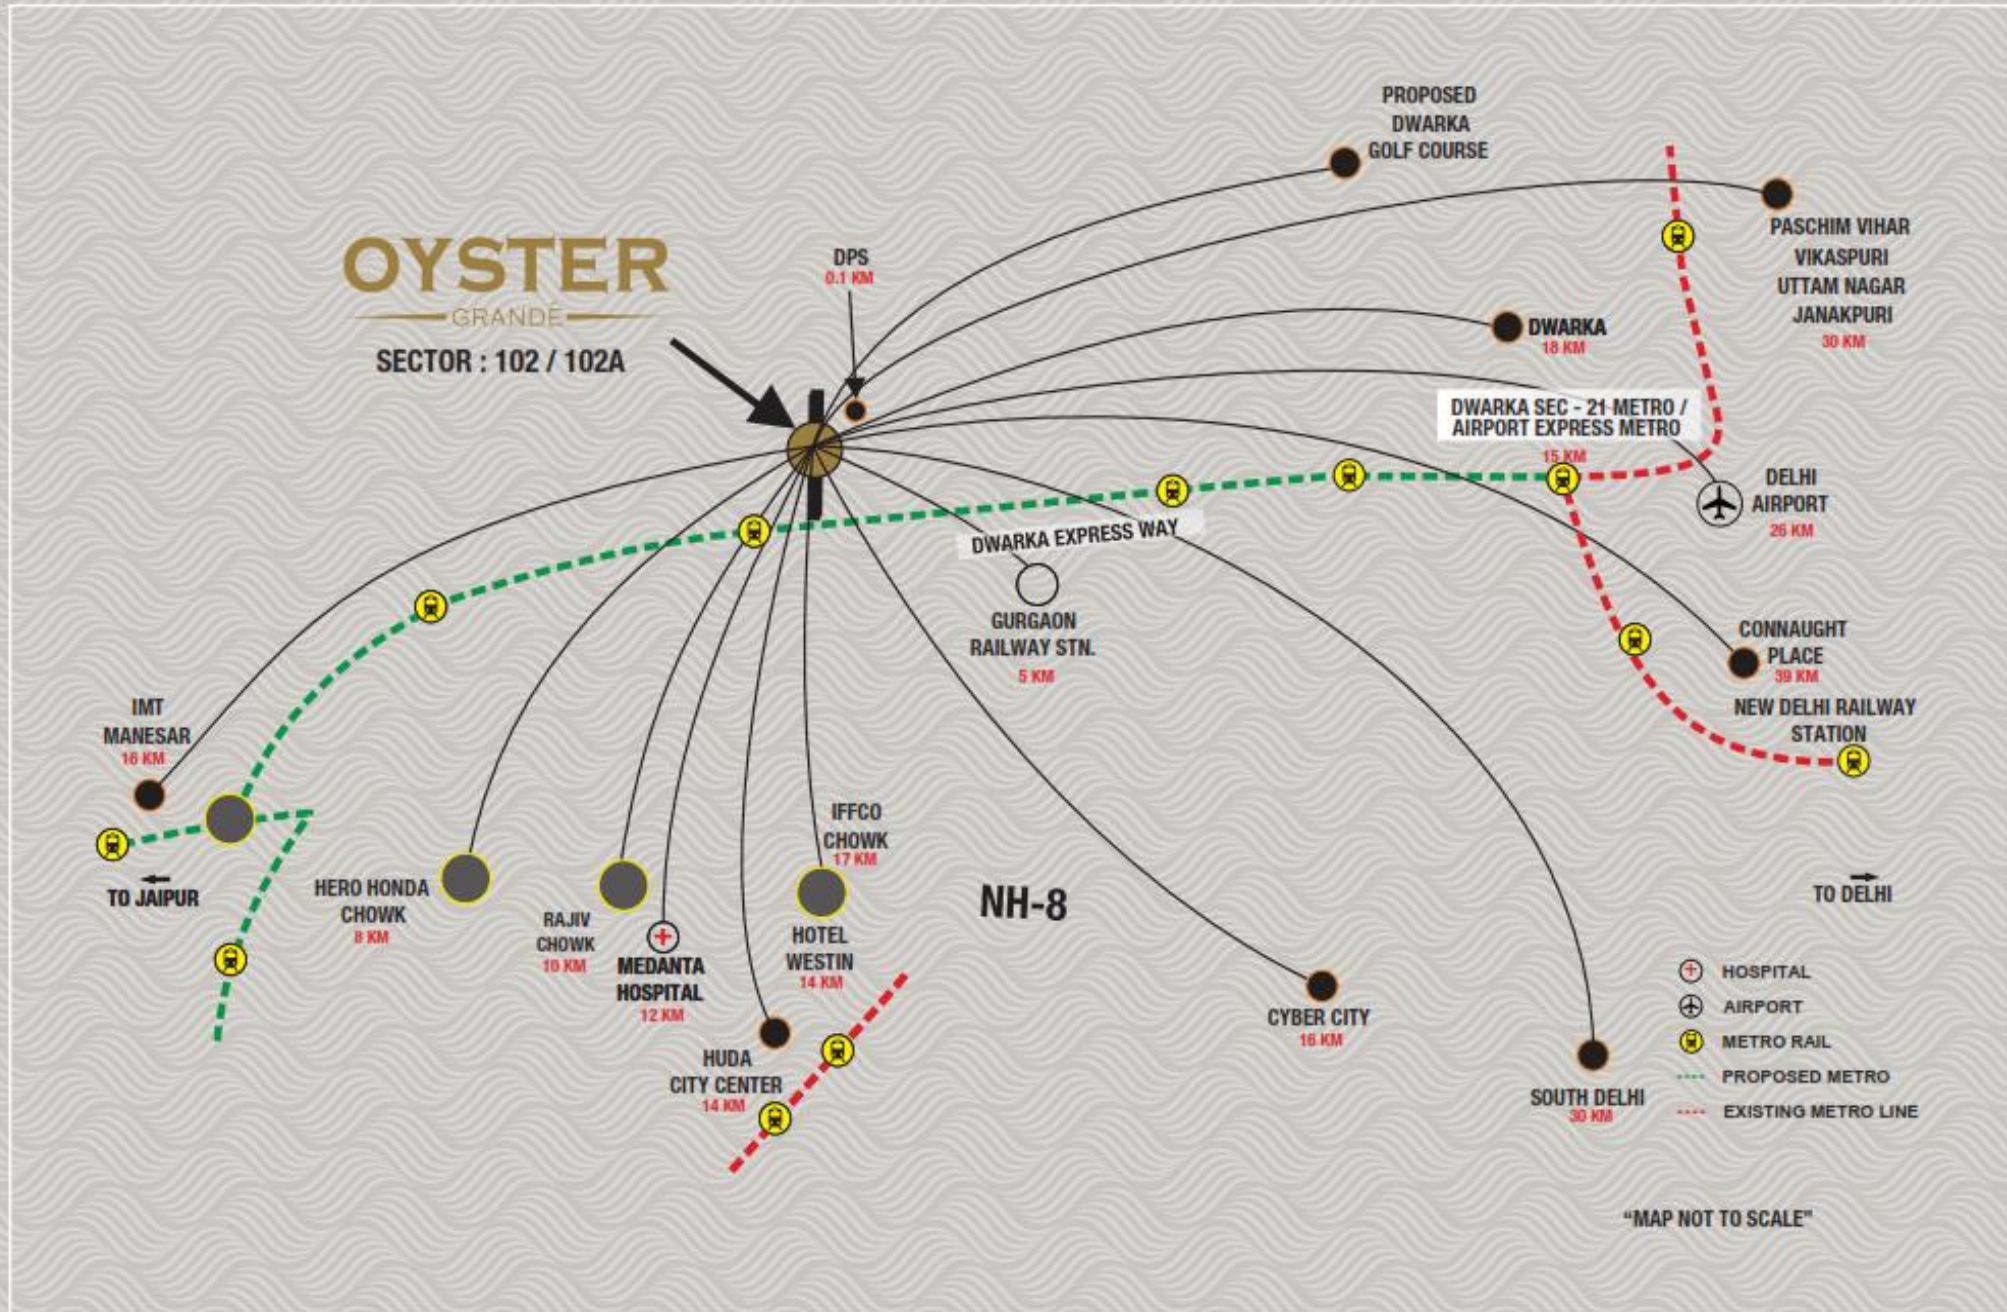 PROPOSED
DWARKA
GOLF COURSE
PASCHIM VIHAR
VIKASPURI
UTTAM NAGAR
JANAKPURI
30 KM
OYSTER
GRANDÉ
SECTOR : 102 / 102A
DPS
0.1 KM
DWARKA
18 KM
DWARKA SEC - 21 METRO /
AIRPORT EXPRESS METRO
15 KM
DELHI
AIRPORT
26 KM
DWARKA EXPRESS WAY
GURGAON
RAILWAY STN.
5 KM
CONNAUGHT
PLACE
39 KM
NEW DELHI RAILWAY
STATION
IMT
MANESAR
16 KM
TO JAIPUR
HERO HONDA
CHOWK
8 KM
RAJIV
CHOWK
10 KM
MEDANTA
HOSPITAL
12 KM
IFFCO
CHOWK
17 KM
HOTEL
WESTIN
14 KM
HUDA
CITY CENTER
14 KM
NH-8
TO DELHI
CYBER CITY
16 KM
SOUTH DELHI
30 KM
HOSPITAL
AIRPORT
METRO RAIL
PROPOSED METRO
EXISTING METRO LINE
“MAP NOT TO SCALE”